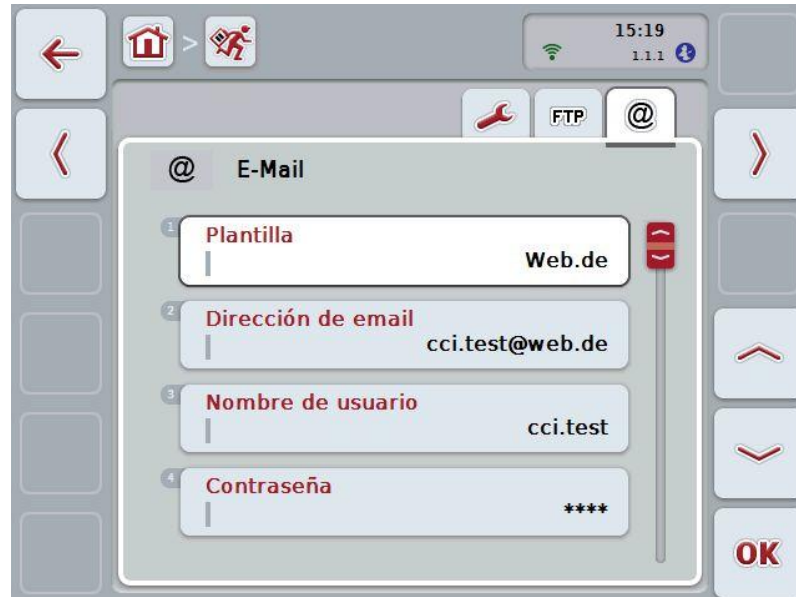 >
15:19
1.1.1
FTP
@
@ E-Mail
1
Plantilla
Web.de
2
Dirección de email
cci.test@web.de
3
Nombre de usuario
cci.test
4
Contraseña
****
OK